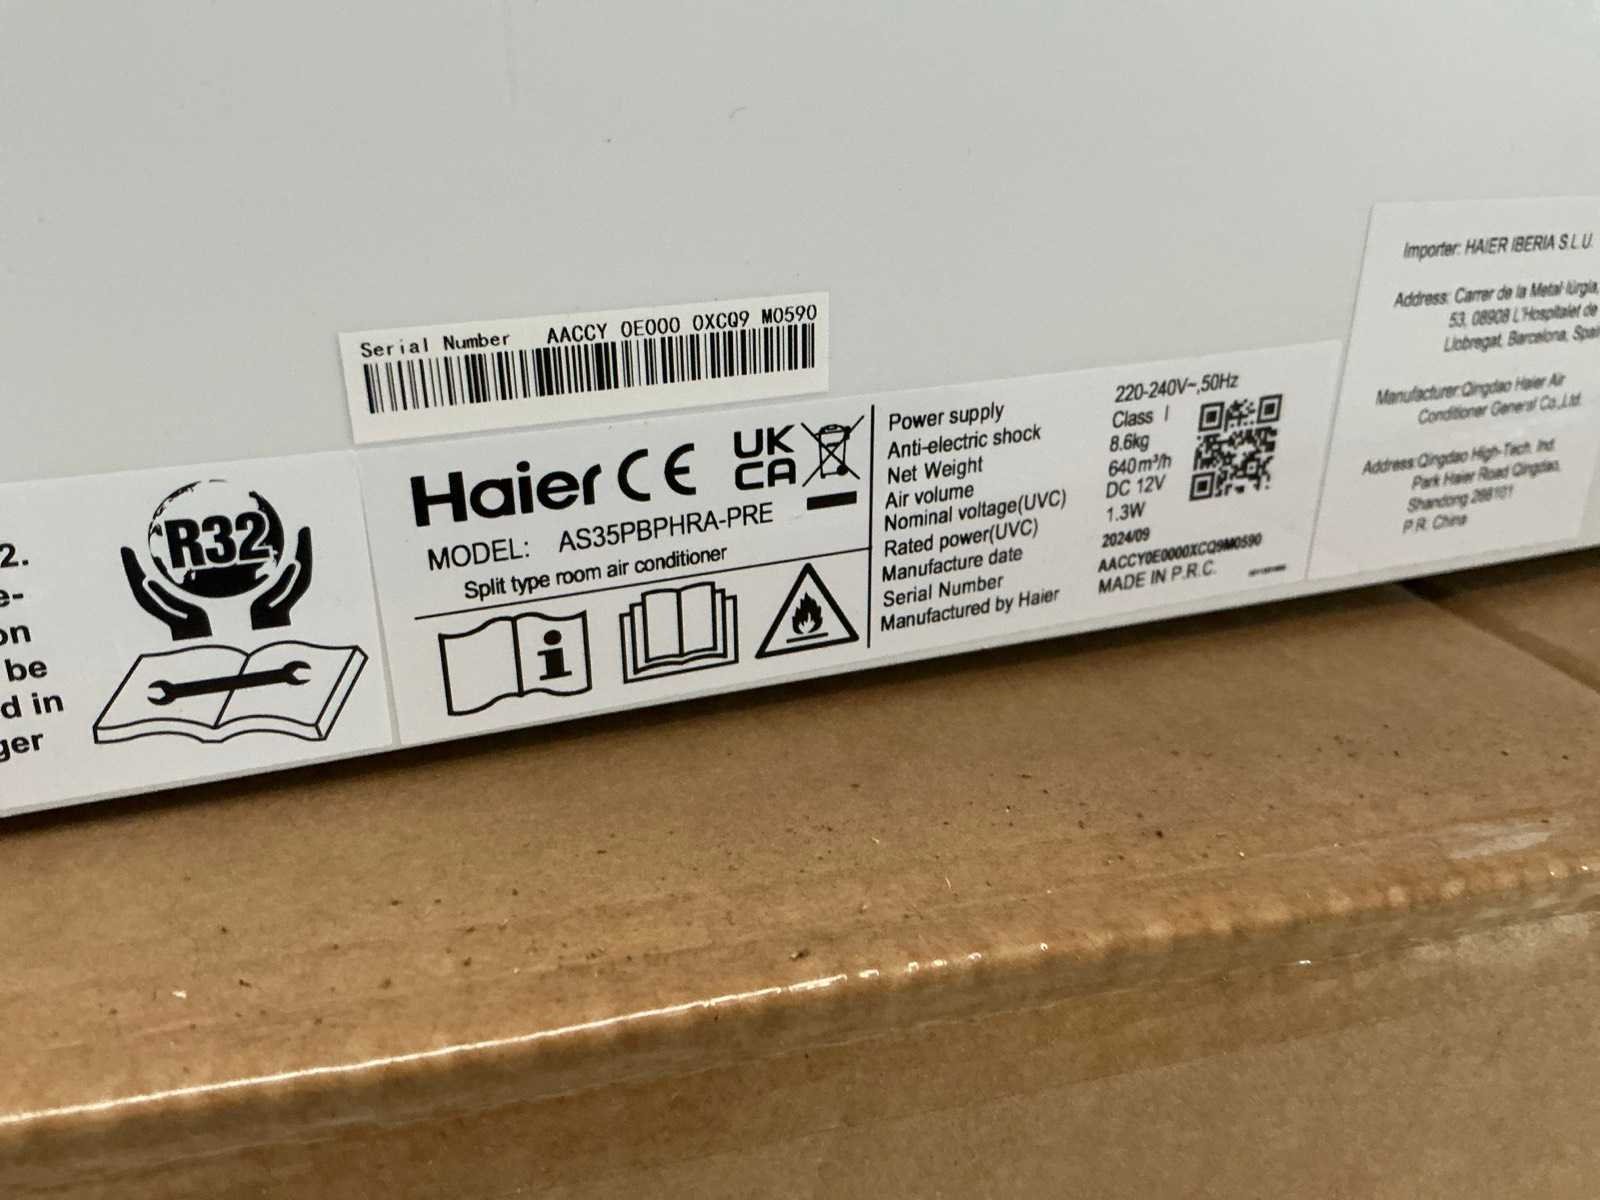 Serial Number AACCY 0E000 0XCQ9 M0590
2.
e-
on
be
d in
ger
R32
Haier CE UK CA
MODEL: AS35PBPHRA-PRE
Split type room air conditioner
i
Power supply 220-240V~,50Hz
Anti-electric shock Class I
Net Weight 8.6kg
Air volume 640m³/h
Nominal voltage(UVC) DC 12V
Rated power(UVC) 1.3W
Manufacture date 2024/09
Serial Number AACCY0E0000XCQ9M0590
Manufactured by Haier MADE IN P.R.C.
Importer: HAIER IBERIA S.L.U.
Address: Carrer de la Metal·lúrgia,
53, 08908 L'Hospitalet de
Llobregat, Barcelona, Spai
Manufacturer:Qingdao Haier Air
Conditioner General Co.,Ltd.
Address:Qingdao High-Tech. Ind.
Park Haier Road Qingdao,
Shandong 266101
P.R. China